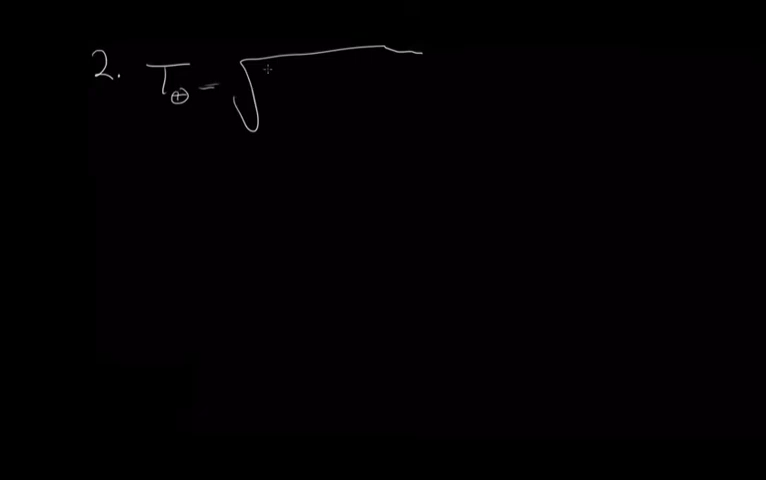 2. T⊕ = √